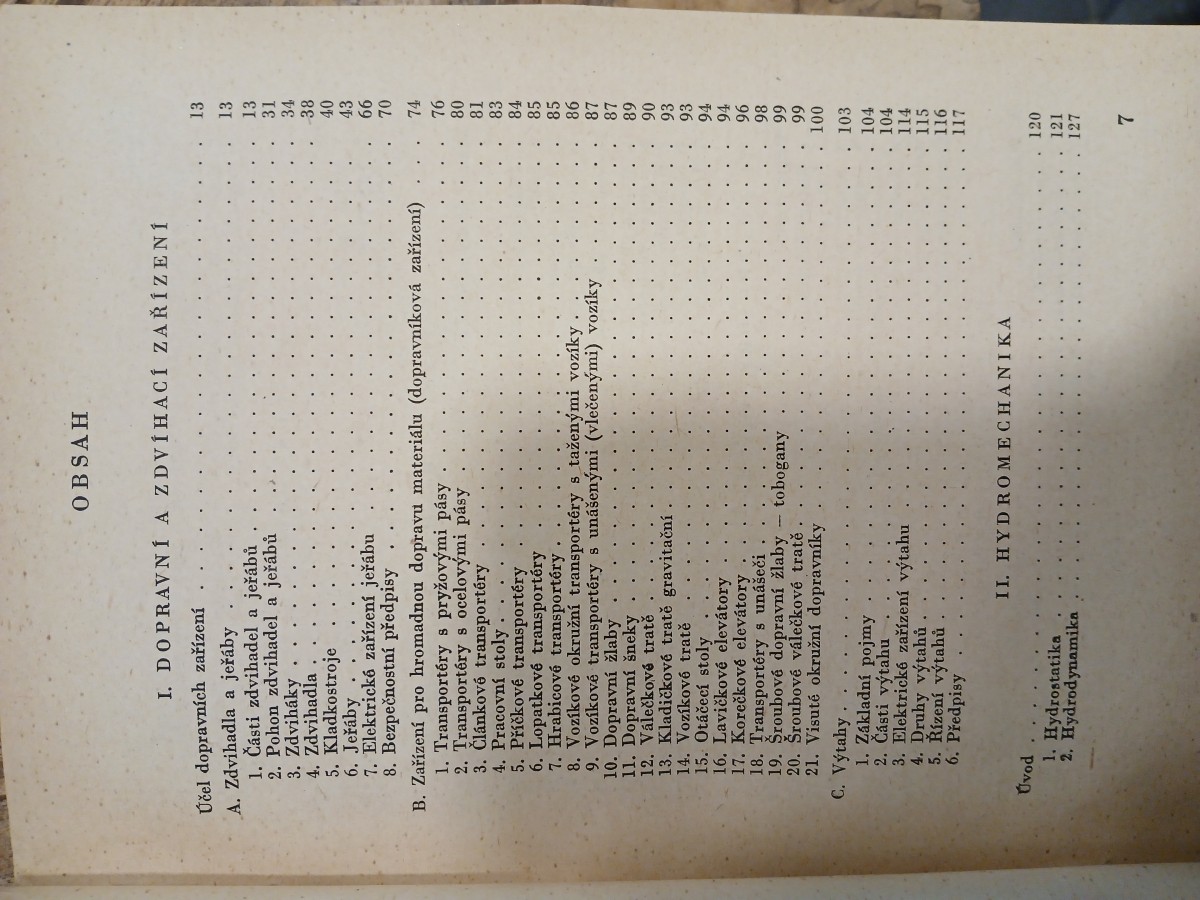 OBSAH
I. DOPRAVNÍ A ZDVÍHACÍ ZAŘÍZENÍ
Účel dopravních zařízení . . . . . . . . . . . . . . . . . . 13
A. Zdvihadla a jeřáby . . . . . . . . . . . . . . . . . . . 13
1. Části zdvihadel a jeřábů . . . . . . . . . . . . . . . . 13
2. Pohon zdvihadel a jeřábů . . . . . . . . . . . . . . . . 31
3. Zdviháky . . . . . . . . . . . . . . . . . . . . . . 34
4. Zdvihadla . . . . . . . . . . . . . . . . . . . . . . 38
5. Kladkostroje . . . . . . . . . . . . . . . . . . . . . 40
6. Jeřáby . . . . . . . . . . . . . . . . . . . . . . . 43
7. Elektrické zařízení jeřábu . . . . . . . . . . . . . . . 66
8. Bezpečnostní předpisy . . . . . . . . . . . . . . . . . 70
B. Zařízení pro hromadnou dopravu materiálu (dopravníková zařízení) . . . 74
1. Transportéry s pryžovými pásy . . . . . . . . . . . . . . 76
2. Transportéry s ocelovými pásy . . . . . . . . . . . . . . 80
3. Článkové transportéry . . . . . . . . . . . . . . . . . 81
4. Pracovní stoly . . . . . . . . . . . . . . . . . . . . 83
5. Příčkové transportéry . . . . . . . . . . . . . . . . . 84
6. Lopatkové transportéry . . . . . . . . . . . . . . . . . 85
7. Hrabicové transportéry . . . . . . . . . . . . . . . . . 85
8. Vozíkové okružní transportéry s taženými vozíky . . . . . . . 86
9. Vozíkové transportéry s unášenými (vlečenými) vozíky . . . . . 87
10. Dopravní žlaby . . . . . . . . . . . . . . . . . . . . 87
11. Dopravní šneky . . . . . . . . . . . . . . . . . . . . 89
12. Válečkové tratě . . . . . . . . . . . . . . . . . . . 90
13. Kladičkové tratě gravitační . . . . . . . . . . . . . . . 93
14. Vozíkové tratě . . . . . . . . . . . . . . . . . . . . 93
15. Otáčecí stoly . . . . . . . . . . . . . . . . . . . . 94
16. Lavičkové elevátory . . . . . . . . . . . . . . . . . . 94
17. Korečkové elevátory . . . . . . . . . . . . . . . . . . 96
18. Transportéry s unášeči . . . . . . . . . . . . . . . . . 98
19. Šroubové dopravní žlaby — tobogany . . . . . . . . . . . . 99
20. Šroubové válečkové tratě . . . . . . . . . . . . . . . . 99
21. Visuté okružní dopravníky . . . . . . . . . . . . . . . . 100
C. Výtahy . . . . . . . . . . . . . . . . . . . . . . . . 103
1. Základní pojmy . . . . . . . . . . . . . . . . . . . . 104
2. Části výtahu . . . . . . . . . . . . . . . . . . . . . 104
3. Elektrické zařízení výtahu . . . . . . . . . . . . . . . 114
4. Druhy výtahů . . . . . . . . . . . . . . . . . . . . . 115
5. Řízení výtahů . . . . . . . . . . . . . . . . . . . . 116
6. Předpisy . . . . . . . . . . . . . . . . . . . . . . 117
II. HYDROMECHANIKA
Úvod . . . . . . . . . . . . . . . . . . . . . . . . . 120
1. Hydrostatika . . . . . . . . . . . . . . . . . . . . . 121
2. Hydrodynamika . . . . . . . . . . . . . . . . . . . . 127
7